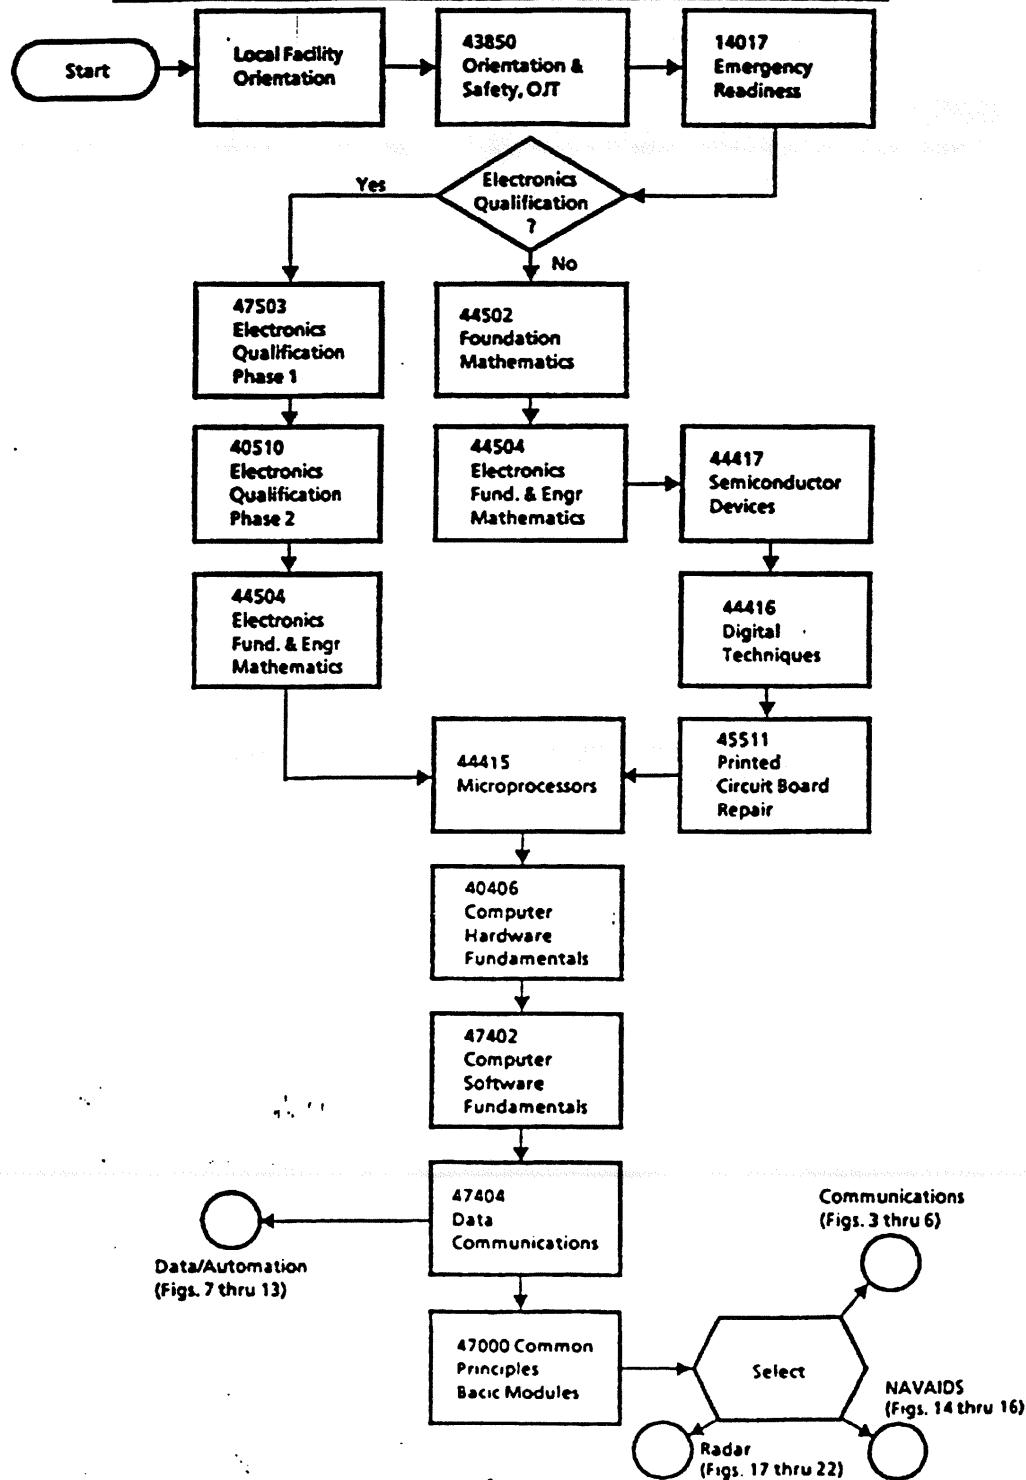 Start
Local Facility
Orientation
43850
Orientation &
Safety, OJT
14017
Emergency
Readiness
Electronics
Qualification
?
Yes
No
47503
Electronics
Qualification
Phase 1
44502
Foundation
Mathematics
40510
Electronics
Qualification
Phase 2
44504
Electronics
Fund. & Engr
Mathematics
44417
Semiconductor
Devices
44504
Electronics
Fund. & Engr
Mathematics
44416
Digital
Techniques
44415
Microprocessors
45511
Printed
Circuit Board
Repair
40406
Computer
Hardware
Fundamentals
47402
Computer
Software
Fundamentals
47404
Data
Communications
Data/Automation
(Figs. 7 thru 13)
Communications
(Figs. 3 thru 6)
47000 Common
Principles
Bacic Modules
Select
NAVAIDS
(Figs. 14 thru 16)
Radar
(Figs. 17 thru 22)